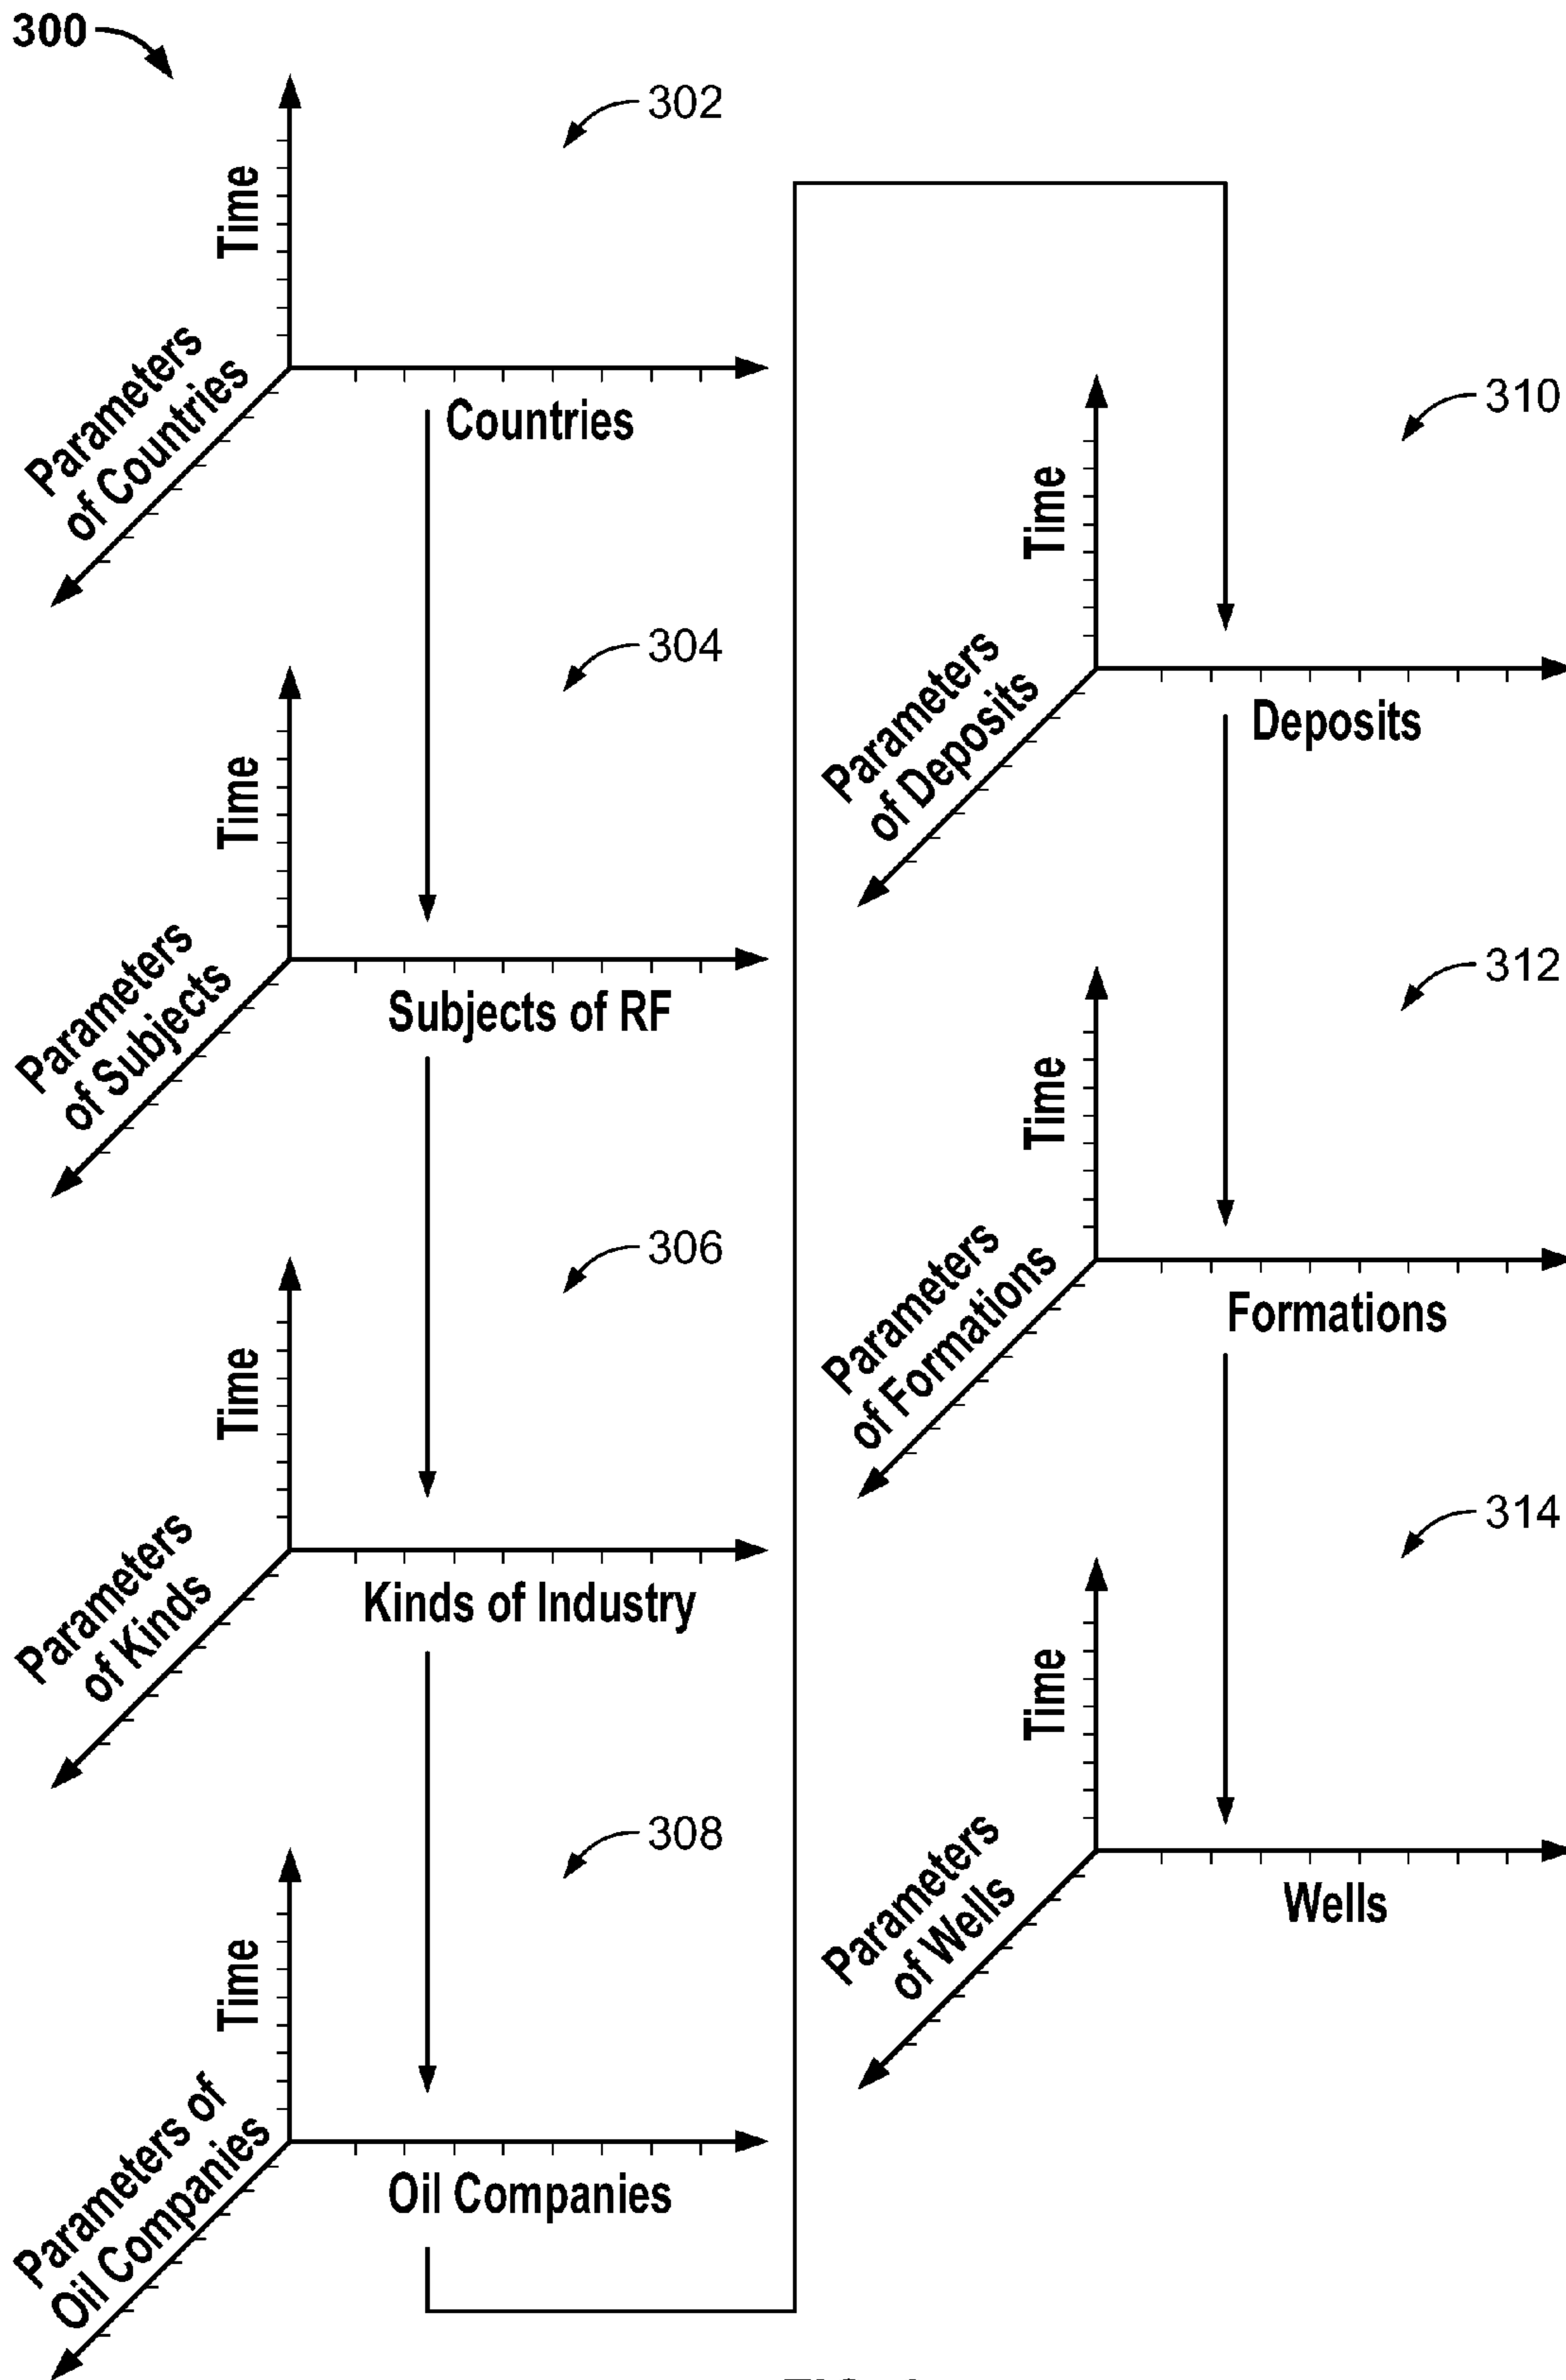 300
302
Time
Parameters
of Countries
Countries
304
Time
Parameters
of Subjects
Subjects of RF
306
Time
Parameters
of Kinds
Kinds of Industry
308
Time
Parameters of
Oil Companies
Oil Companies
310
Time
Parameters
of Deposits
Deposits
312
Time
Parameters
of Formations
Formations
314
Time
Parameters
of Wells
Wells